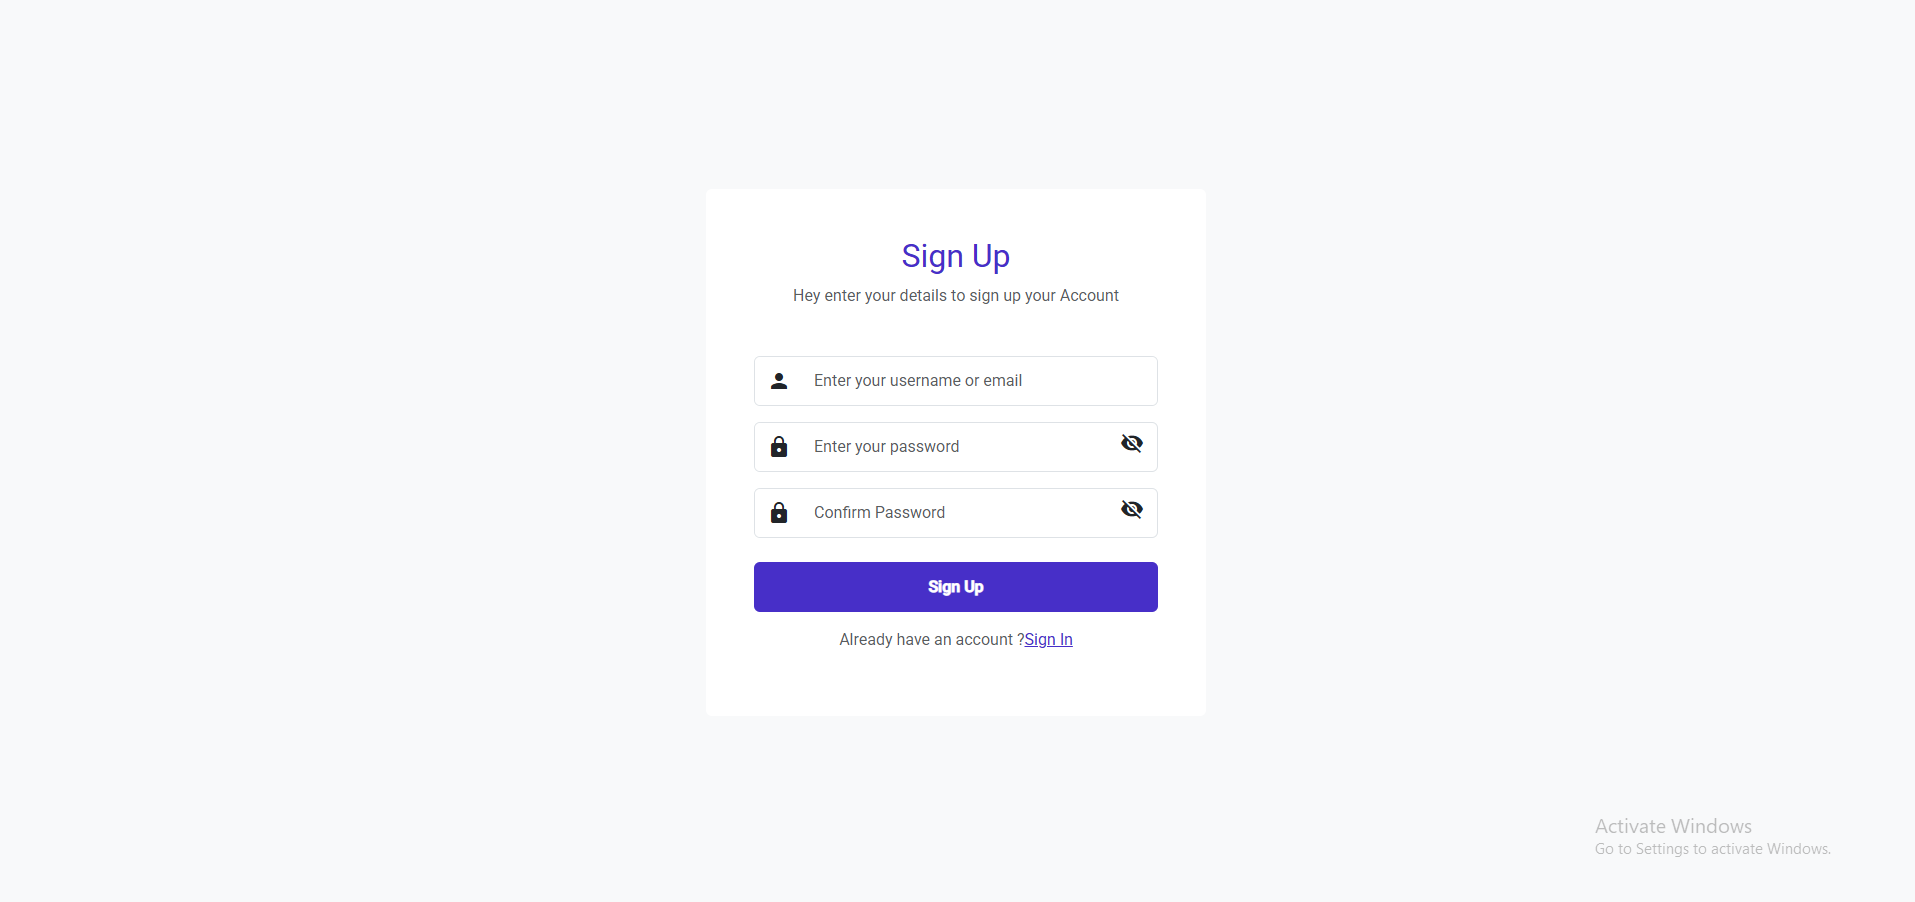 Sign Up
Hey enter your details to sign up your Account
Enter your username or email
Enter your password
Confirm Password
Sign Up
Already have an account ?Sign In
Activate Windows
Go to Settings to activate Windows.